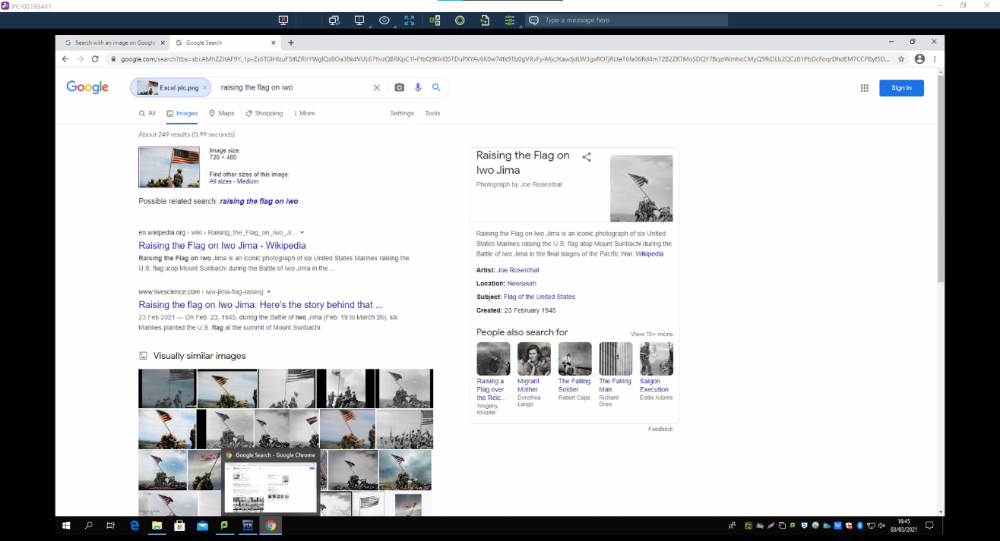 PC-00193447
Type a message here
Search with an image on Google
Google Search
Google
Excel pic.png
raising the flag on iwo
Sign in
All
Images
Maps
Shopping
More
Settings
Tools
About 249 results (0.99 seconds)
Image size:
720 × 480
Find other sizes of this image:
All sizes - Medium
Possible related search: raising the flag on iwo
en.wikipedia.org › wiki › Raising_the_Flag_on_Iwo_Ji...
Raising the Flag on Iwo Jima - Wikipedia
Raising the Flag on Iwo Jima is an iconic photograph of six United States Marines raising the
U.S. flag atop Mount Suribachi during the Battle of Iwo Jima in the ...
www.livescience.com › iwo-jima-flag-raising
Raising the flag on Iwo Jima: Here's the story behind that ...
23 Feb 2021 — On Feb. 23, 1945, during the Battle of Iwo Jima (Feb. 19 to March 26), six
Marines planted the U.S. flag at the summit of Mount Suribachi.
Visually similar images
Google Search - Google Chrome
Raising the Flag on
Iwo Jima
Photograph by Joe Rosenthal
Raising the Flag on Iwo Jima is an iconic photograph of six United
States Marines raising the U.S. flag atop Mount Suribachi during the
Battle of Iwo Jima in the final stages of the Pacific War. Wikipedia
Artist: Joe Rosenthal
Location: Newseum
Subject: Flag of the United States
Created: 23 February 1945
People also search for
View 15+ more
Raising a
Flag over
the Reic...
Yevgeny
Khaldei
Migrant
Mother
Dorothea
Lange
The Falling
Soldier
Robert Capa
The Falling
Man
Richard
Drew
Saigon
Execution
Eddie Adams
Feedback
FTK
16:45
03/03/2021